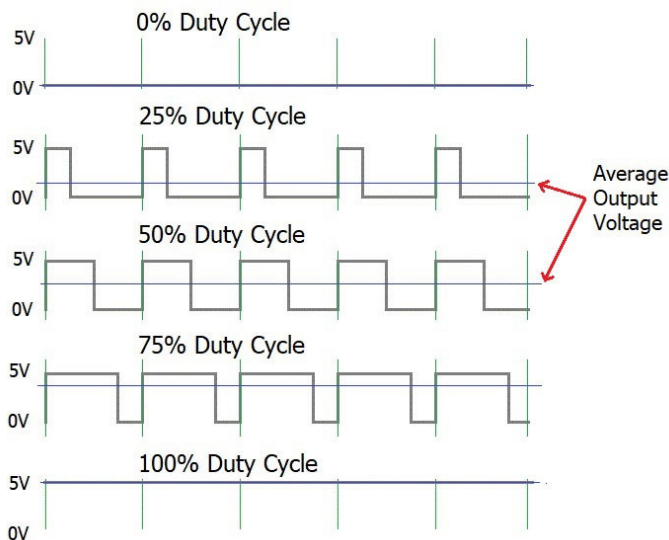 0% Duty Cycle
5V
0V
25% Duty Cycle
5V
0V
Average
Output
Voltage
50% Duty Cycle
5V
0V
75% Duty Cycle
5V
0V
100% Duty Cycle
5V
0V